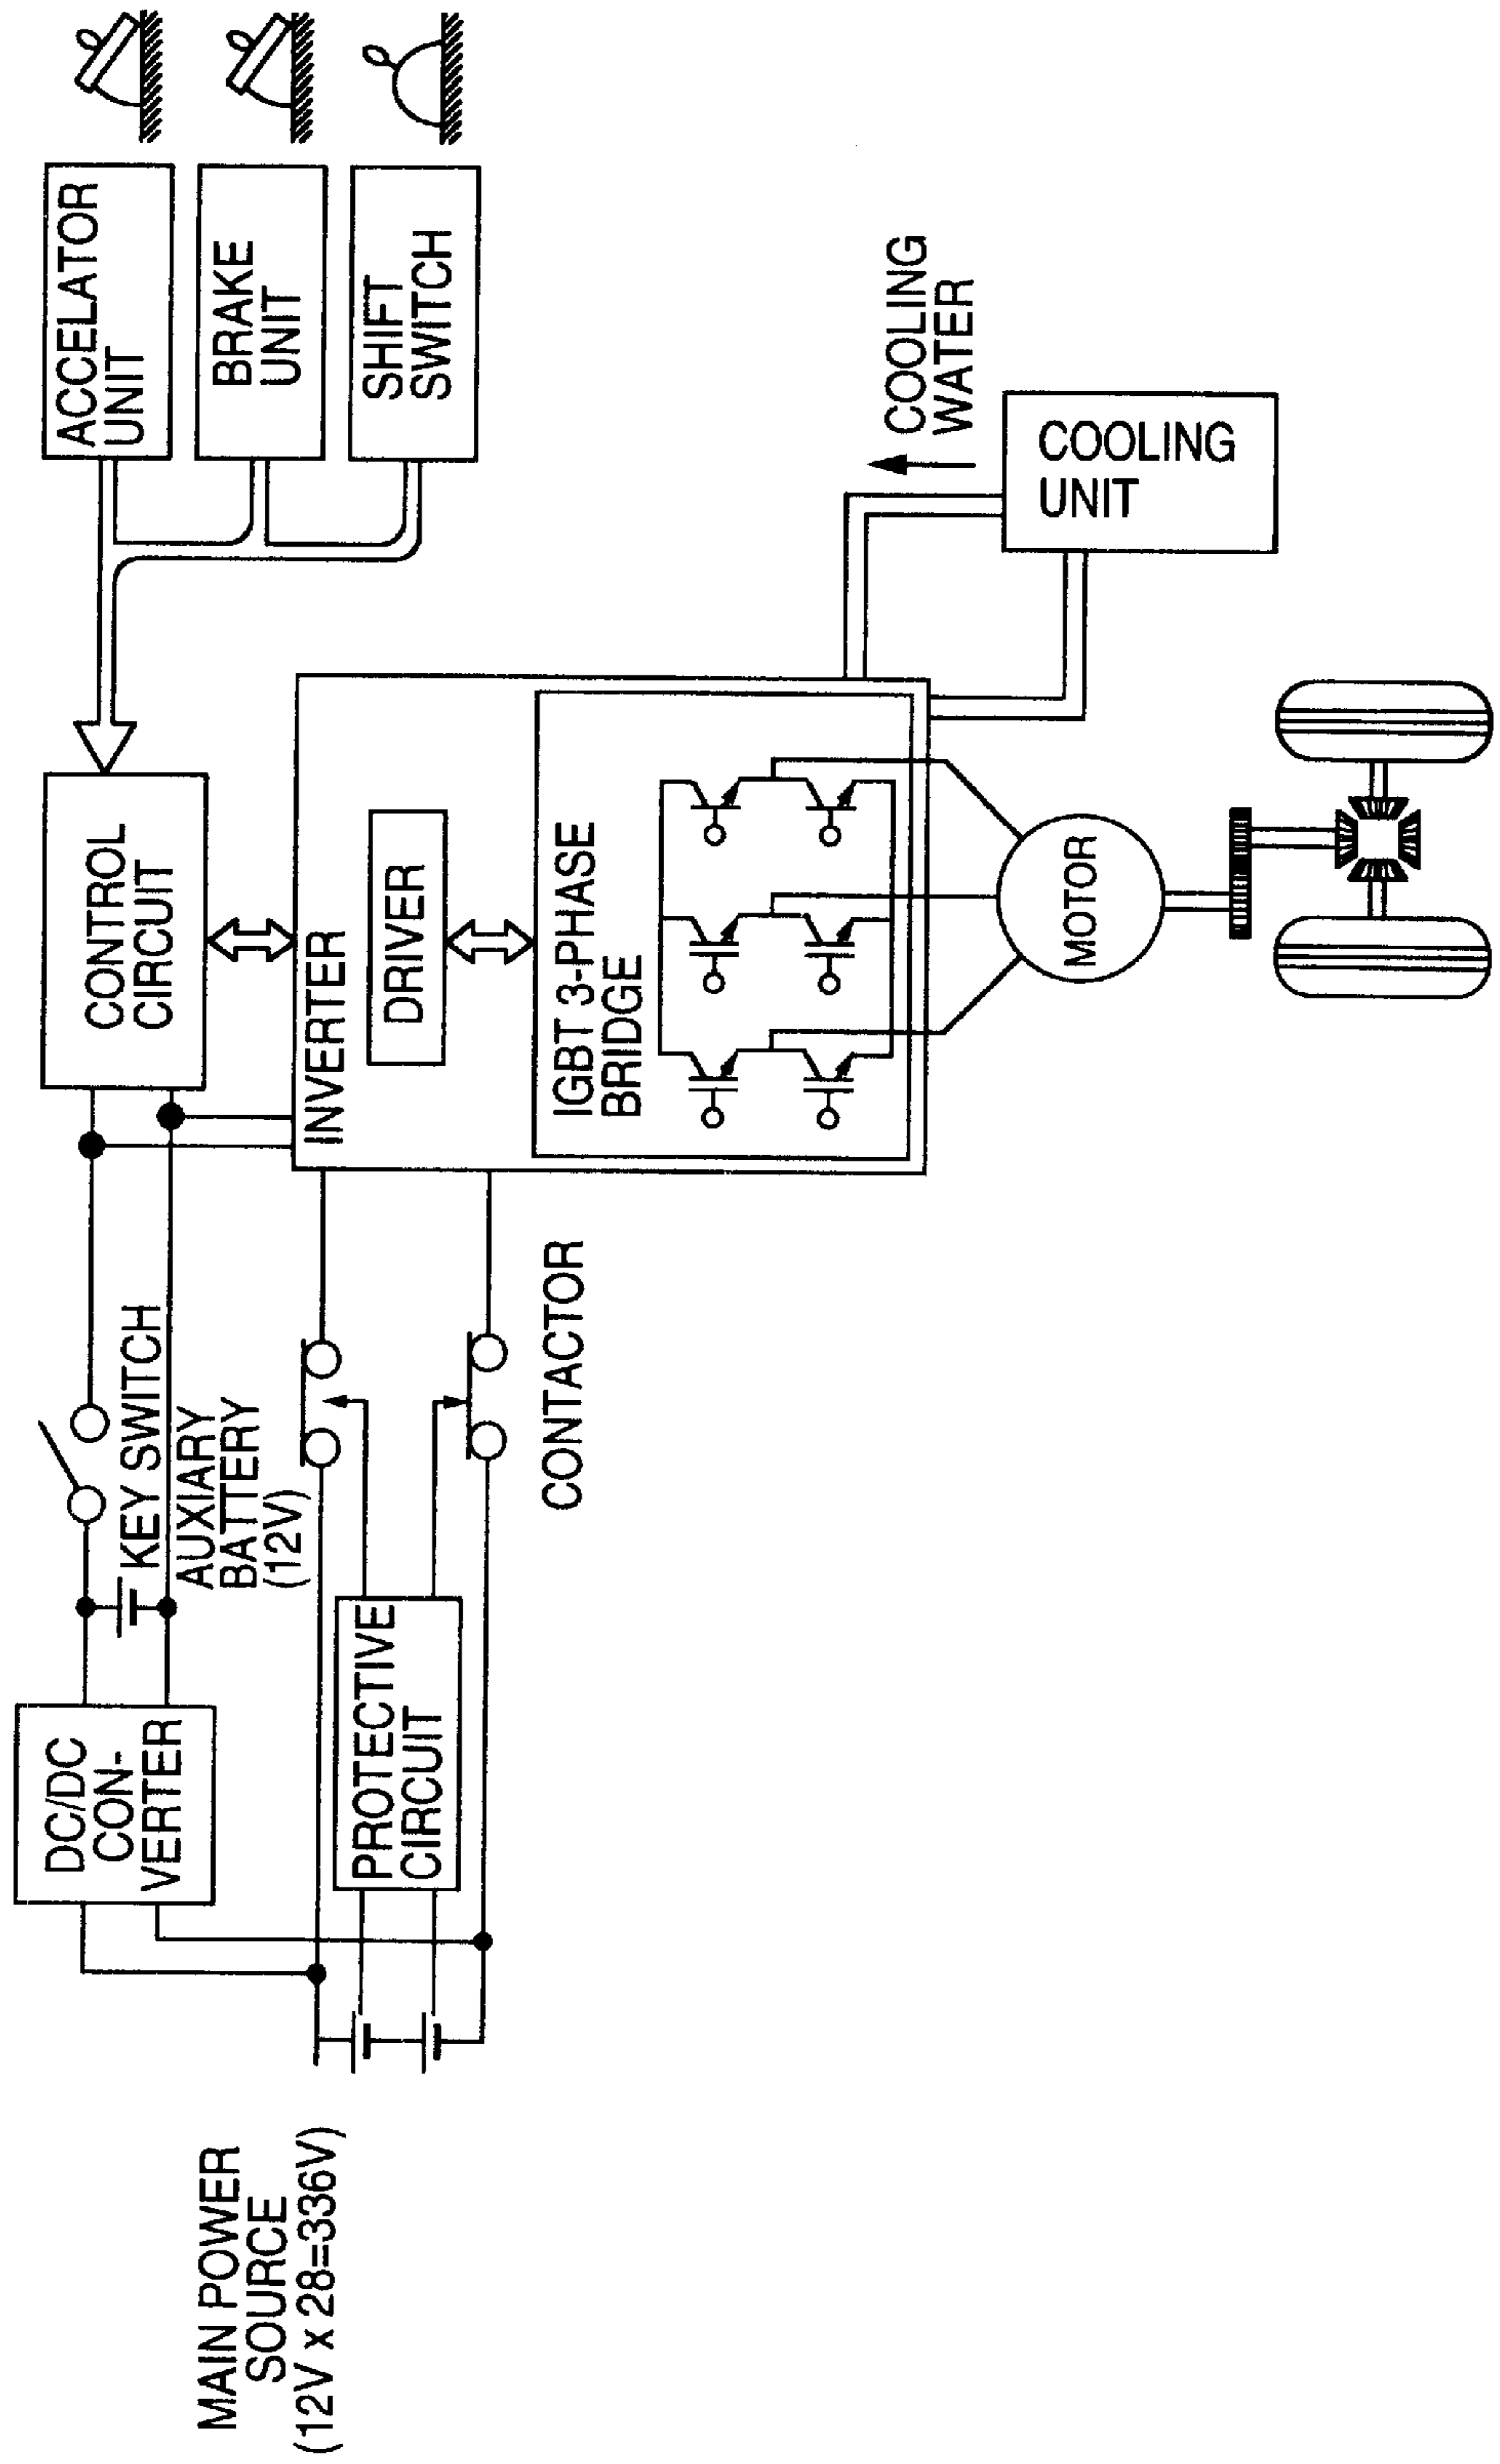 MAIN POWER
SOURCE
(12V x 28=336V)
DC/DC
CON-
VERTER
KEY SWITCH
AUXIARY
BATTERY
(12V)
PROTECTIVE
CIRCUIT
CONTACTOR
CONTROL
CIRCUIT
INVERTER
DRIVER
IGBT 3-PHASE
BRIDGE
MOTOR
ACCELATOR
UNIT
BRAKE
UNIT
SHIFT
SWITCH
COOLING
WATER
COOLING
UNIT